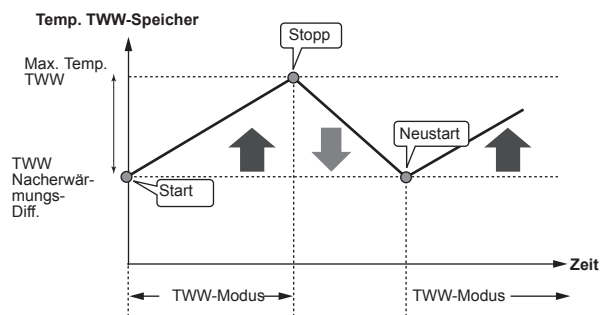 Temp. TWW-Speicher
Stopp
Max. Temp.
TWW
Neustart
TWW
Nacherwär-
mungs-
Diff.
Start
Zeit
TWW-Modus
TWW-Modus